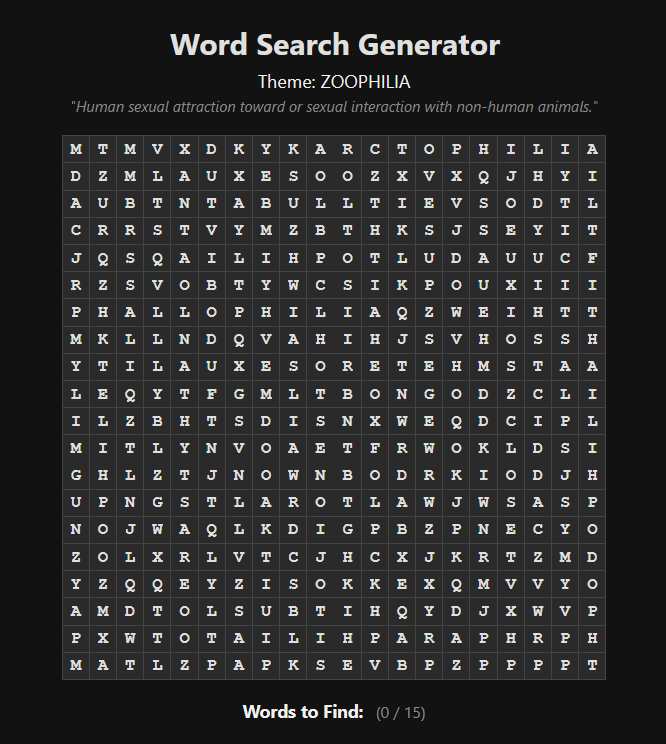 Word Search Generator
Theme: ZOOPHILIA
"Human sexual attraction toward or sexual interaction with non-human animals."
M T M V X D K Y K A R C T O P H I L I A
D Z M L A U X E S O O Z X V X Q J H Y I
A U B T N T A B U L L T I E V S O D T L
C R R S T V Y M Z B T H K S J S E Y I T
J Q S Q A I L I H P O T L U D A U U C F
R Z S V O B T Y W C S I K P O U X I I I
P H A L L O P H I L I A Q Z W E I H T T
M K L L N D Q V A H I H J S V H O S S H
Y T I L A U X E S O R E T E H M S T A A
L E Q Y T F G M L T B O N G O D Z C L I
I L Z B H T S D I S N X W E Q D C I P L
M I T L Y N V O A E T F R W O K L D S I
G H L Z T J N O W N B O D R K I O D J H
U P N G S T L A R O T L A W J W S A S P
N O J W A Q L K D I G P B Z P N E C Y O
Z O L X R L V T C J H C X J K R T Z M D
Y Z Q Q E Y Z I S O K K E X Q M V V Y O
A M D T O L S U B T I H Q Y D J X W V P
P X W T O T A I L I H P A R A P H R P H
M A T L Z P A P K S E V B P Z P P P P T
Words to Find: (0 / 15)